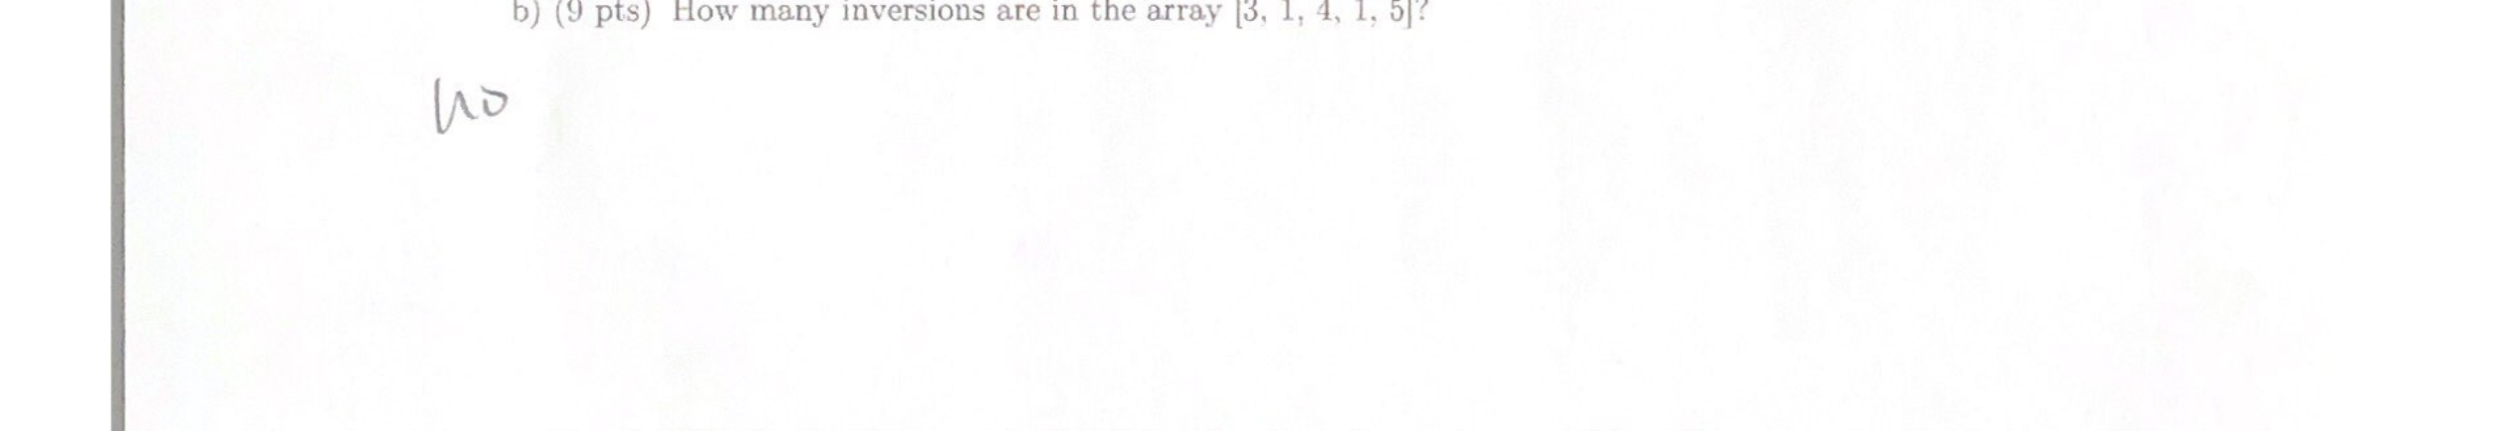 b) (9 pts) How many inversions are in the array [3, 1, 4, 1, 5]?
no